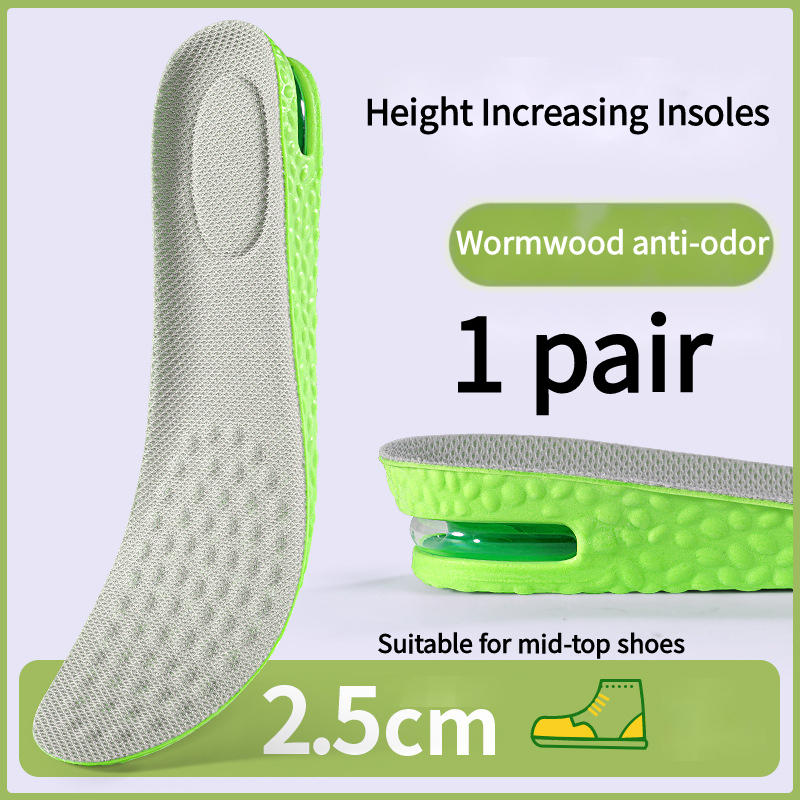 Height Increasing Insoles
Wormwood anti-odor
1 pair
Suitable for mid-top shoes
2.5cm